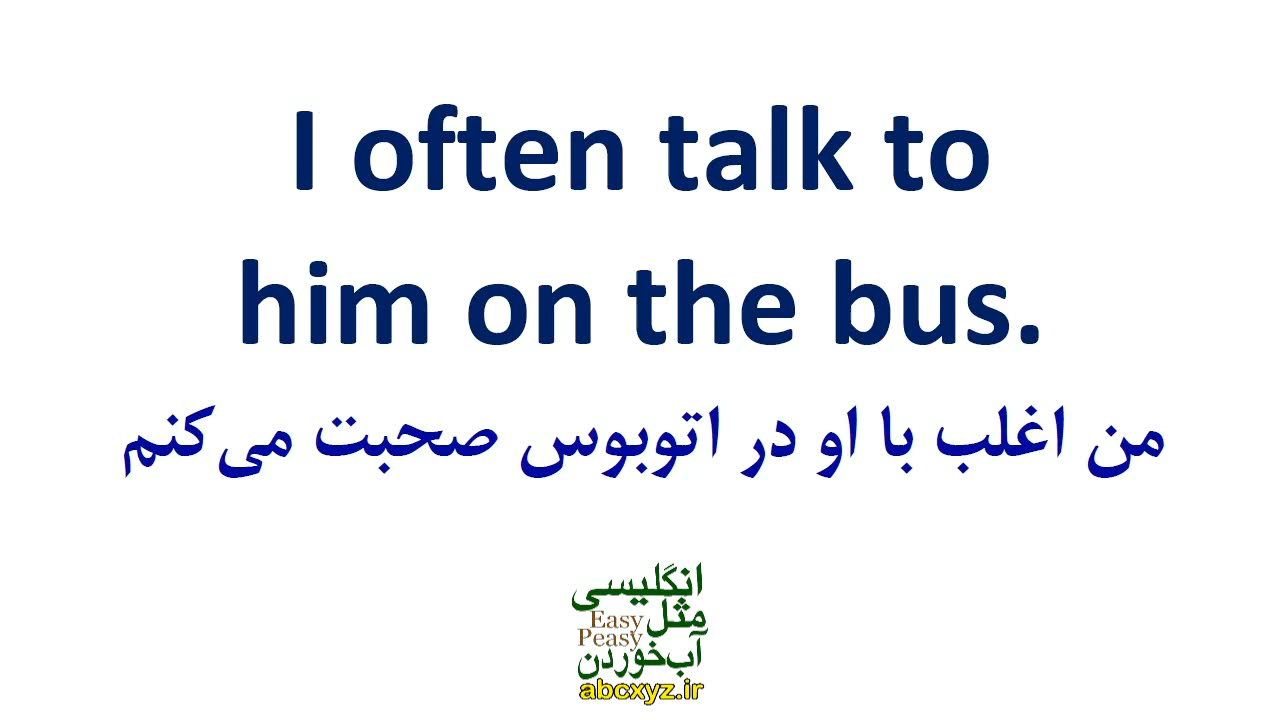 I often talk to
him on the bus.
من اغلب با او در اتوبوس صحبت می‌کنم
انگلیسی
مثل
Easy
Peasy
آب‌خوردن
abcxyz.ir